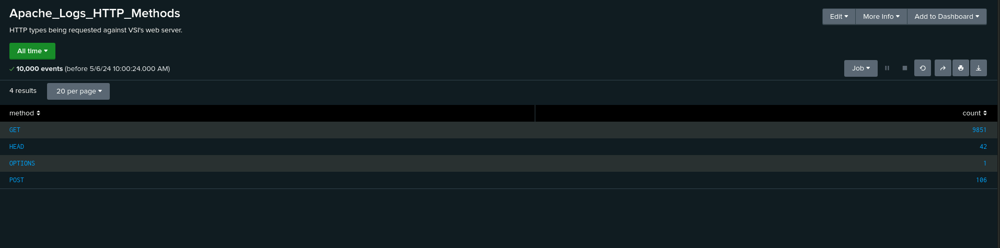 Apache_Logs_HTTP_Methods
Edit More Info Add to Dashboard
HTTP types being requested against VSI's web server.
All time
10,000 events (before 5/6/24 10:00:24.000 AM)
Job
4 results 20 per page
method count
GET 9851
HEAD 42
OPTIONS 1
POST 106